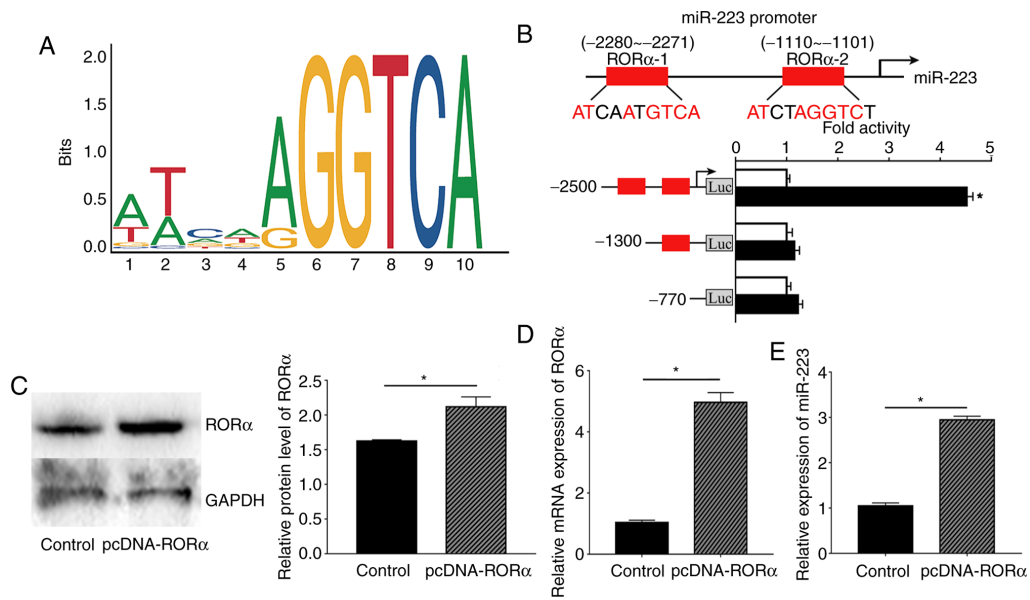 A
Bits
2.0
1.5
1.0
0.5
0.0
A
T
T
A
C
A
A
T
A
G
G
G
T
C
A
1 2 3 4 5 6 7 8 9 10
B
miR-223 promoter
(−2280~−2271) (−1110~−1101)
RORα-1 RORα-2
miR-223
ATCAATGTCA ATCTAGGTCT
Fold activity
0 1 2 3 4 5
−2500 Luc *
−1300 Luc
−770 Luc
C
RORα
GAPDH
Control pcDNA-RORα
Relative protein level of RORα
2.5
2.0
1.5
1.0
0.5
0.0
*
Control pcDNA-RORα
D
Relative mRNA expression of RORα
6
4
2
0
*
Control pcDNA-RORα
E
Relative expression of miR-223
4
3
2
1
0
*
Control pcDNA-RORα